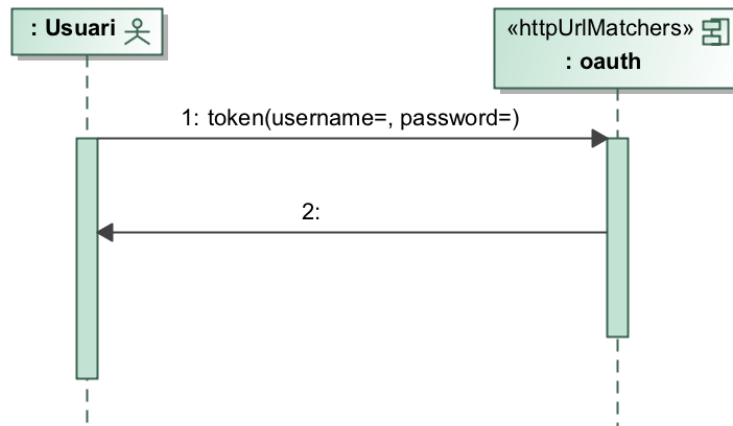 : Usuari
«httpUrlMatchers»
: oauth
1: token(username=, password=)
2: